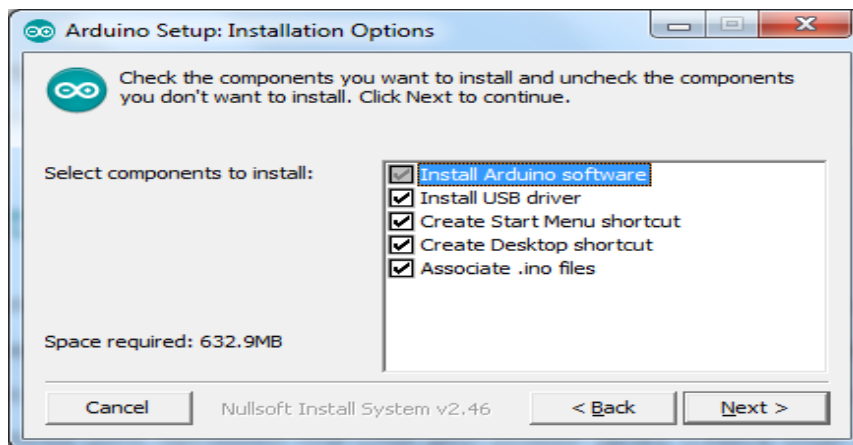 Arduino Setup: Installation Options
Check the components you want to install and uncheck the components
you don't want to install. Click Next to continue.
Select components to install:
Install Arduino software
Install USB driver
Create Start Menu shortcut
Create Desktop shortcut
Associate .ino files
Space required: 632.9MB
Cancel
Nullsoft Install System v2.46
< Back
Next >